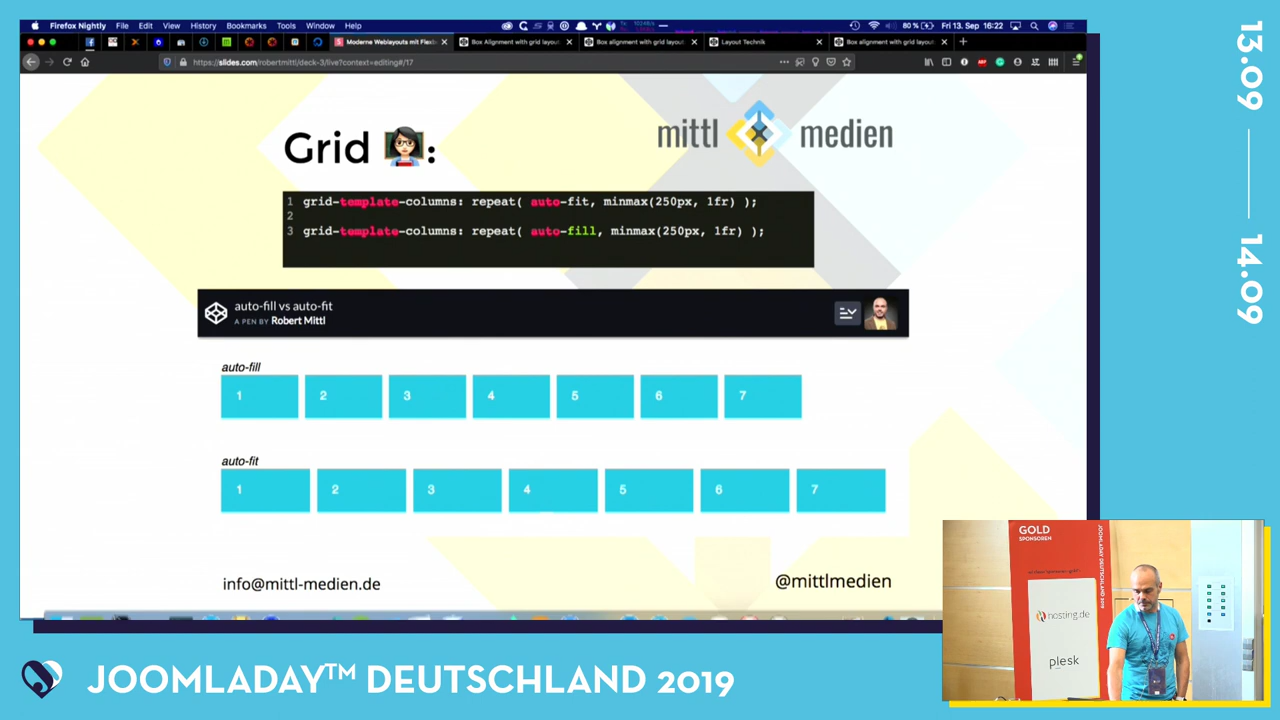 Firefox Nightly File Edit View History Bookmarks Tools Window Help
80 % Fri 13. Sep 16:22
Moderne Weblayouts mit Flexb
Box Alignment with grid layout
Box alignment with grid layout
Layout Technik
Box alignment with grid layout
https://slides.com/robertmittl/deck-3/live?context=editing#/17
Grid :
mittl medien
1 grid-template-columns: repeat( auto-fit, minmax(250px, 1fr) );
2
3 grid-template-columns: repeat( auto-fill, minmax(250px, 1fr) );
auto-fill vs auto-fit
A PEN BY Robert Mittl
auto-fill
1 2 3 4 5 6 7
auto-fit
1 2 3 4 5 6 7
info@mittl-medien.de
@mittlmedien
13.09
14.09
GOLD
SPONSOREN
JOOMLADAY DEUTSCHLAND 2019
hosting.de
plesk
JOOMLADAY™ DEUTSCHLAND 2019